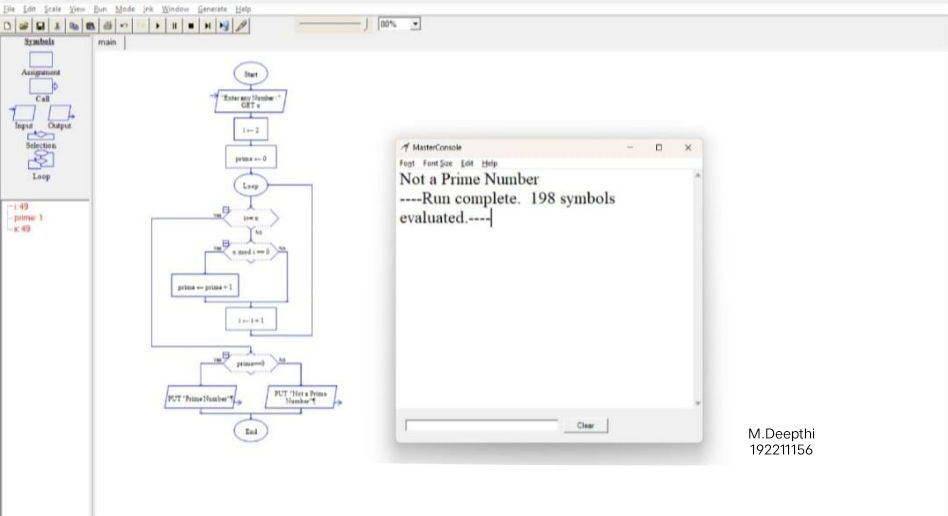 File Edit Scale View Run Mode Ink Window Generate Help
80%
Symbols
main
Assignment
Call
Input Output
Selection
Loop
i: 49
prime: 1
x: 49
Start
"Enter any Number:"
GET x
i ← 2
prime ← 0
Loop
Yes
i>=x
No
Yes
x mod i == 0
No
prime ← prime + 1
i ← i + 1
Yes
prime==0
No
PUT "Prime Number"¶
PUT "Not a Prime
Number"¶
End
MasterConsole
Font Font Size Edit Help
Not a Prime Number
----Run complete. 198 symbols
evaluated.----
Clear
M.Deepthi
192211156